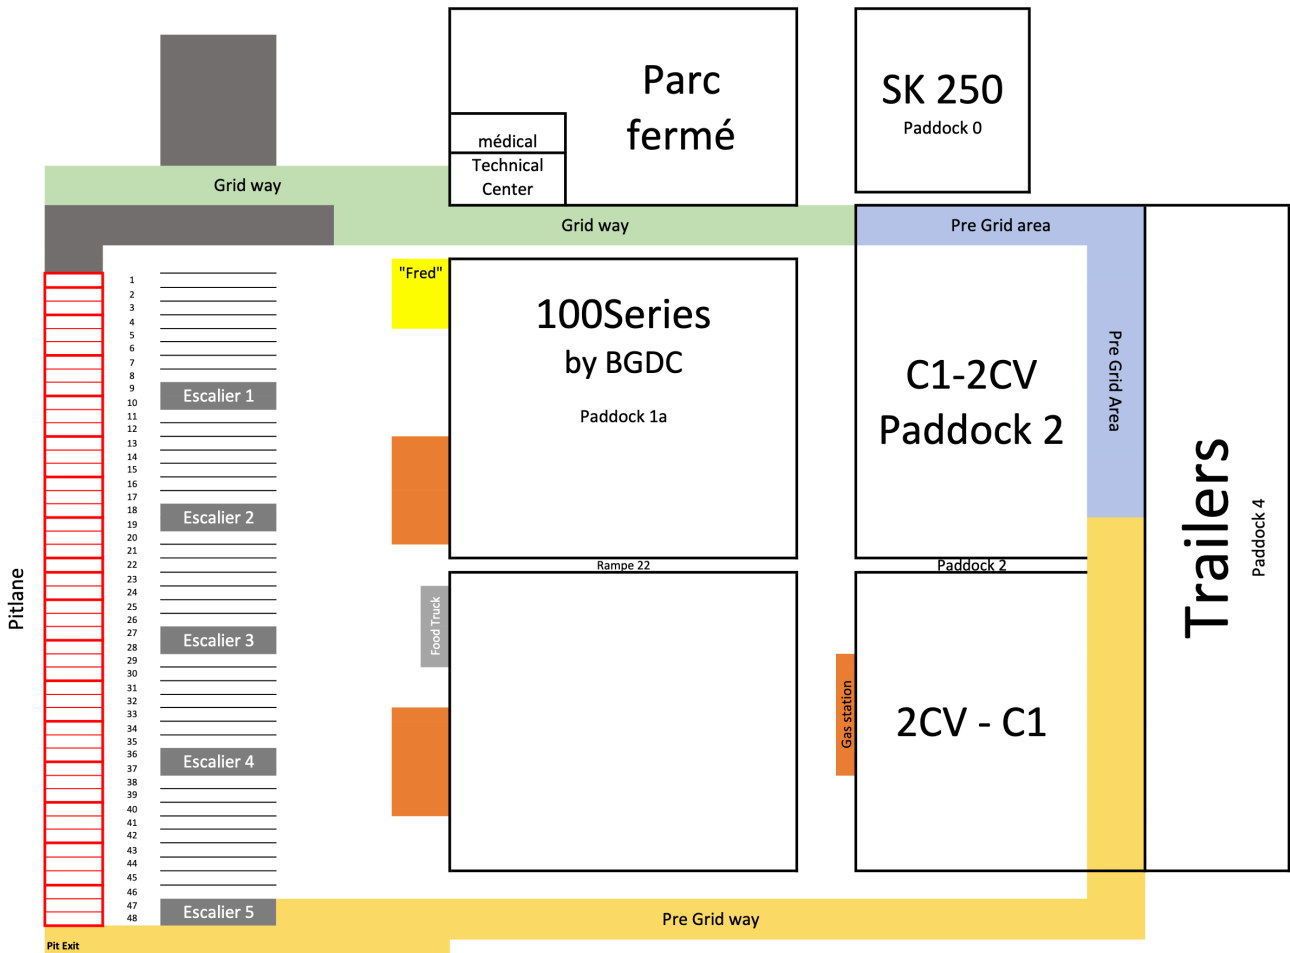 Parc
fermé
médical
Technical
Center
SK 250
Paddock 0
Grid way
Grid way
Pre Grid area
"Fred"
100Series
by BGDC
Paddock 1a
C1-2CV
Paddock 2
Pre Grid Area
Trailers
Paddock 4
Pitlane
1
2
3
4
5
6
7
8
9
10
11
12
13
14
15
16
17
18
19
20
21
22
23
24
25
26
27
28
29
30
31
32
33
34
35
36
37
38
39
40
41
42
43
44
45
46
47
48
Escalier 1
Escalier 2
Escalier 3
Escalier 4
Escalier 5
Rampe 22
Paddock 2
Food Truck
Gas station
2CV - C1
Pre Grid way
Pit Exit